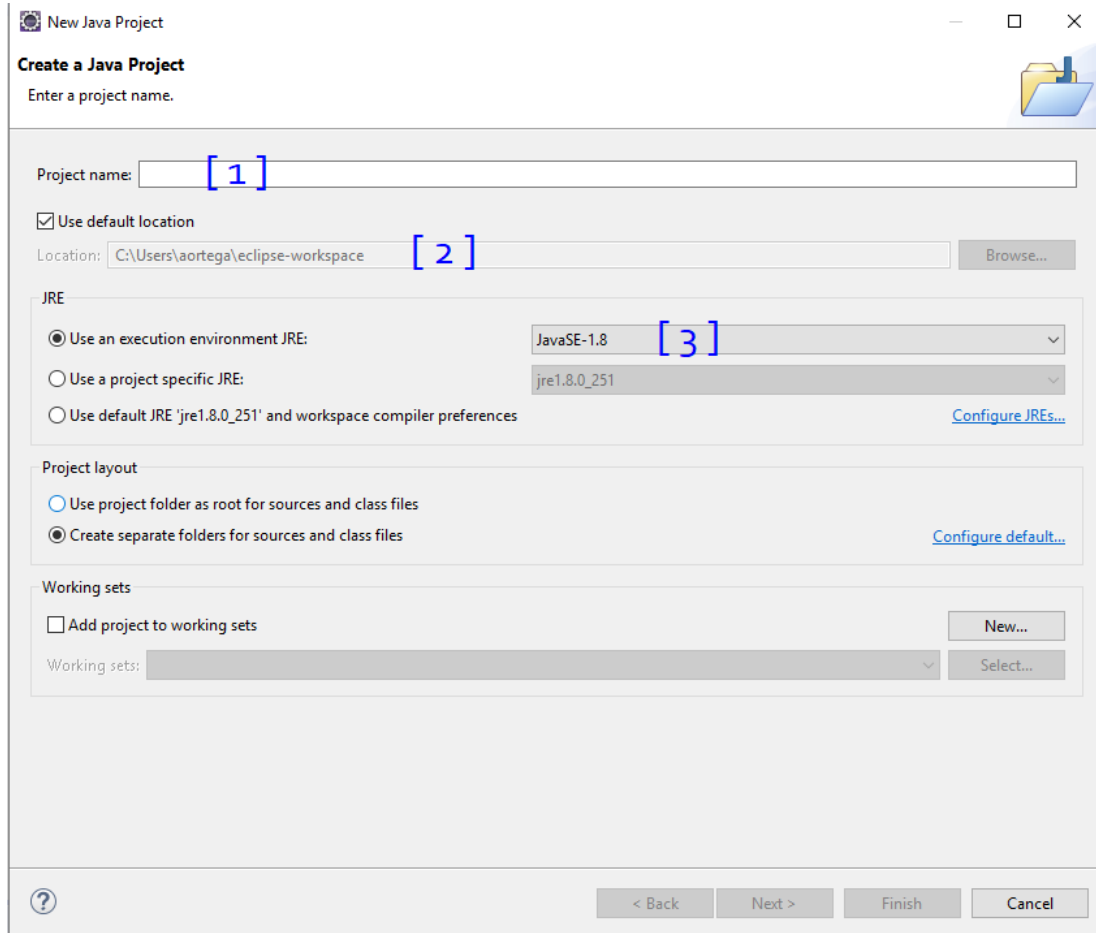 New Java Project
Create a Java Project
Enter a project name.
Project name: [ 1 ]
Use default location
Location: C:\Users\aortega\eclipse-workspace [ 2 ] Browse...
JRE
Use an execution environment JRE: JavaSE-1.8 [ 3 ]
Use a project specific JRE: jre1.8.0_251
Use default JRE 'jre1.8.0_251' and workspace compiler preferences Configure JREs...
Project layout
Use project folder as root for sources and class files
Create separate folders for sources and class files Configure default...
Working sets
Add project to working sets New...
Working sets: Select...
? < Back Next > Finish Cancel